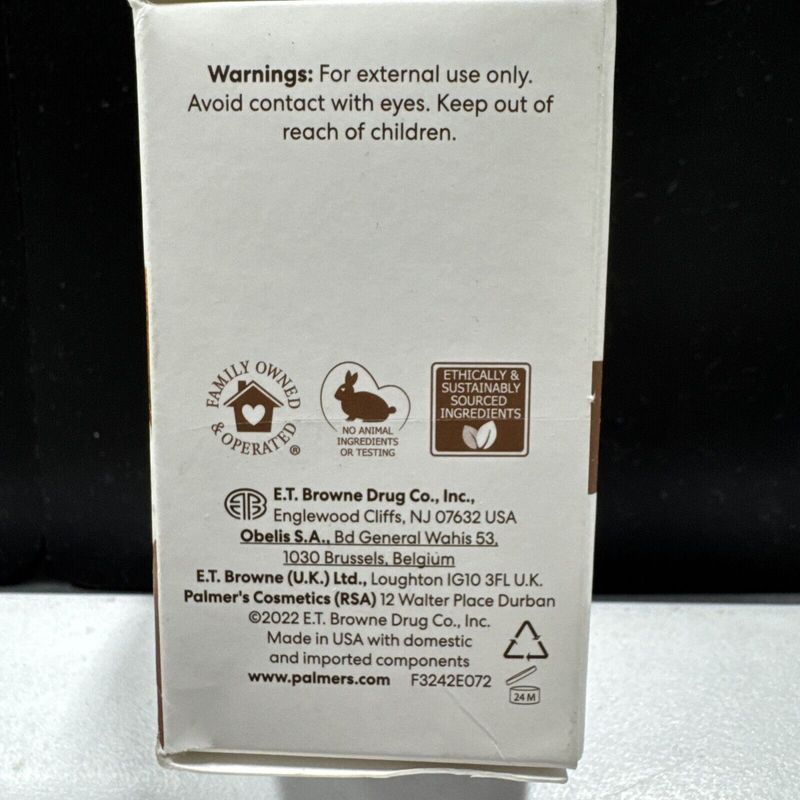 Warnings: For external use only.
Avoid contact with eyes. Keep out of
reach of children.
FAMILY OWNED
& OPERATED ®
NO ANIMAL
INGREDIENTS
OR TESTING
ETHICALLY &
SUSTAINABLY
SOURCED
INGREDIENTS
ETB
E.T. Browne Drug Co., Inc.,
Englewood Cliffs, NJ 07632 USA
Obelis S.A., Bd General Wahis 53,
1030 Brussels, Belgium
E.T. Browne (U.K.) Ltd., Loughton IG10 3FL U.K.
Palmer's Cosmetics (RSA) 12 Walter Place Durban
©2022 E.T. Browne Drug Co., Inc.
Made in USA with domestic
and imported components
www.palmers.com F3242E072
24 M